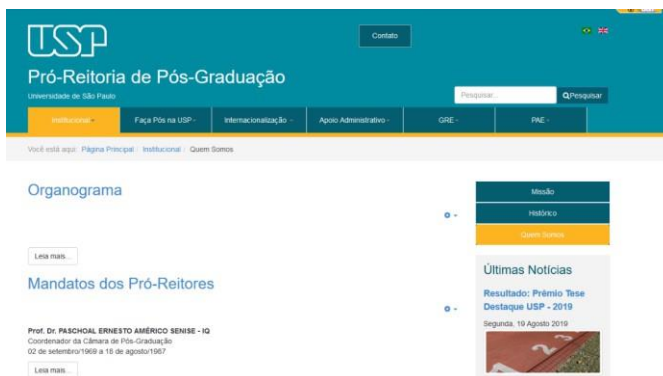 USP
Contato
Pró-Reitoria de Pós-Graduação
Universidade de São Paulo
Pesquisar...
Pesquisar
Institucional
Faça Pós na USP
Internacionalização
Apoio Administrativo
GRE
PAE
Você está aqui: Página Principal / Institucional / Quem Somos
Organograma
Leia mais...
Mandatos dos Pró-Reitores
Prof. Dr. PASCHOAL ERNESTO AMÉRICO SENISE - IQ
Coordenador da Câmara de Pós-Graduação
02 de setembro/1969 a 18 de agosto/1987
Leia mais...
Missão
Histórico
Quem Somos
Últimas Notícias
Resultado: Prêmio Tese
Destaque USP - 2019
Segunda, 19 Agosto 2019
1 2 3